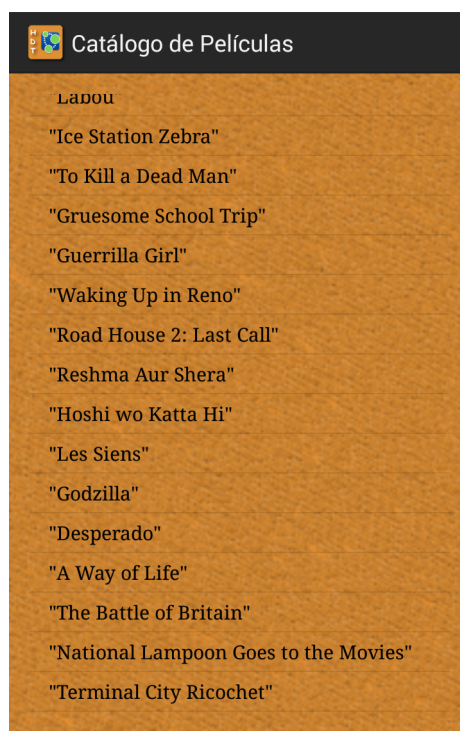 HDT
Catálogo de Películas
"Labou"
"Ice Station Zebra"
"To Kill a Dead Man"
"Gruesome School Trip"
"Guerrilla Girl"
"Waking Up in Reno"
"Road House 2: Last Call"
"Reshma Aur Shera"
"Hoshi wo Katta Hi"
"Les Siens"
"Godzilla"
"Desperado"
"A Way of Life"
"The Battle of Britain"
"National Lampoon Goes to the Movies"
"Terminal City Ricochet"